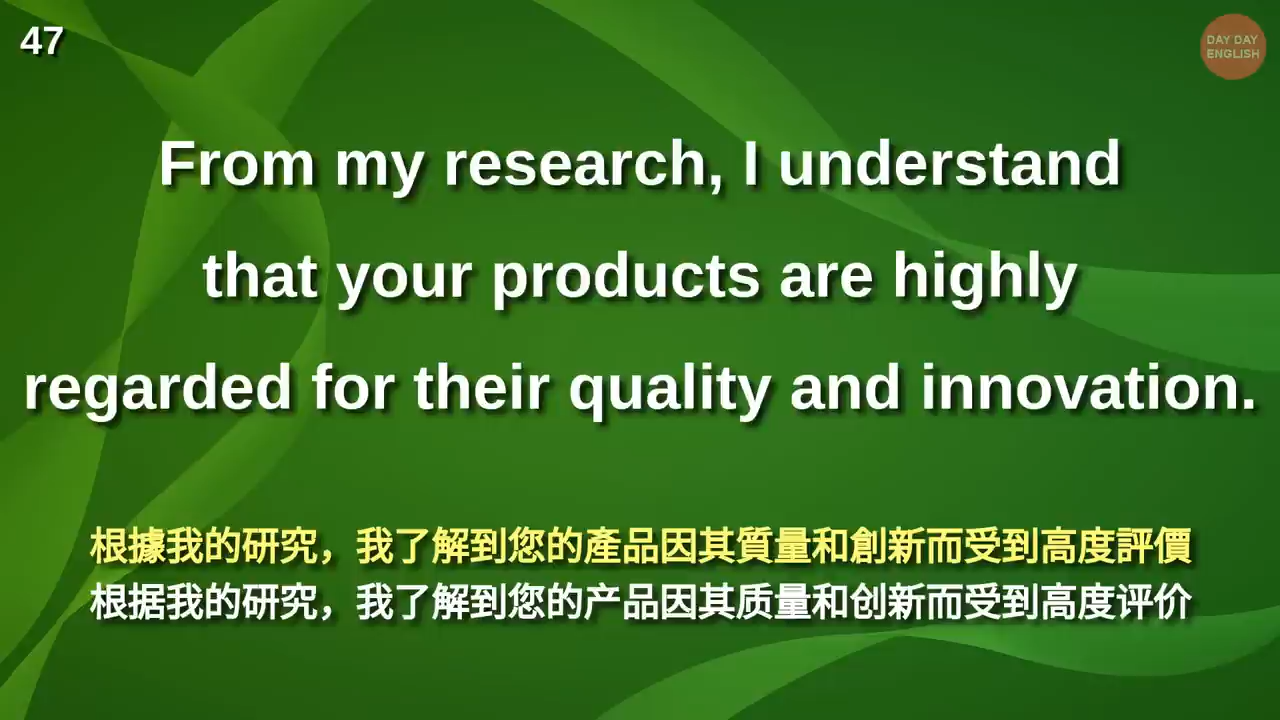 47
DAY DAY
ENGLISH
From my research, I understand
that your products are highly
regarded for their quality and innovation.
根據我的研究，我了解到您的產品因其質量和創新而受到高度評價
根据我的研究，我了解到您的产品因其质量和创新而受到高度评价